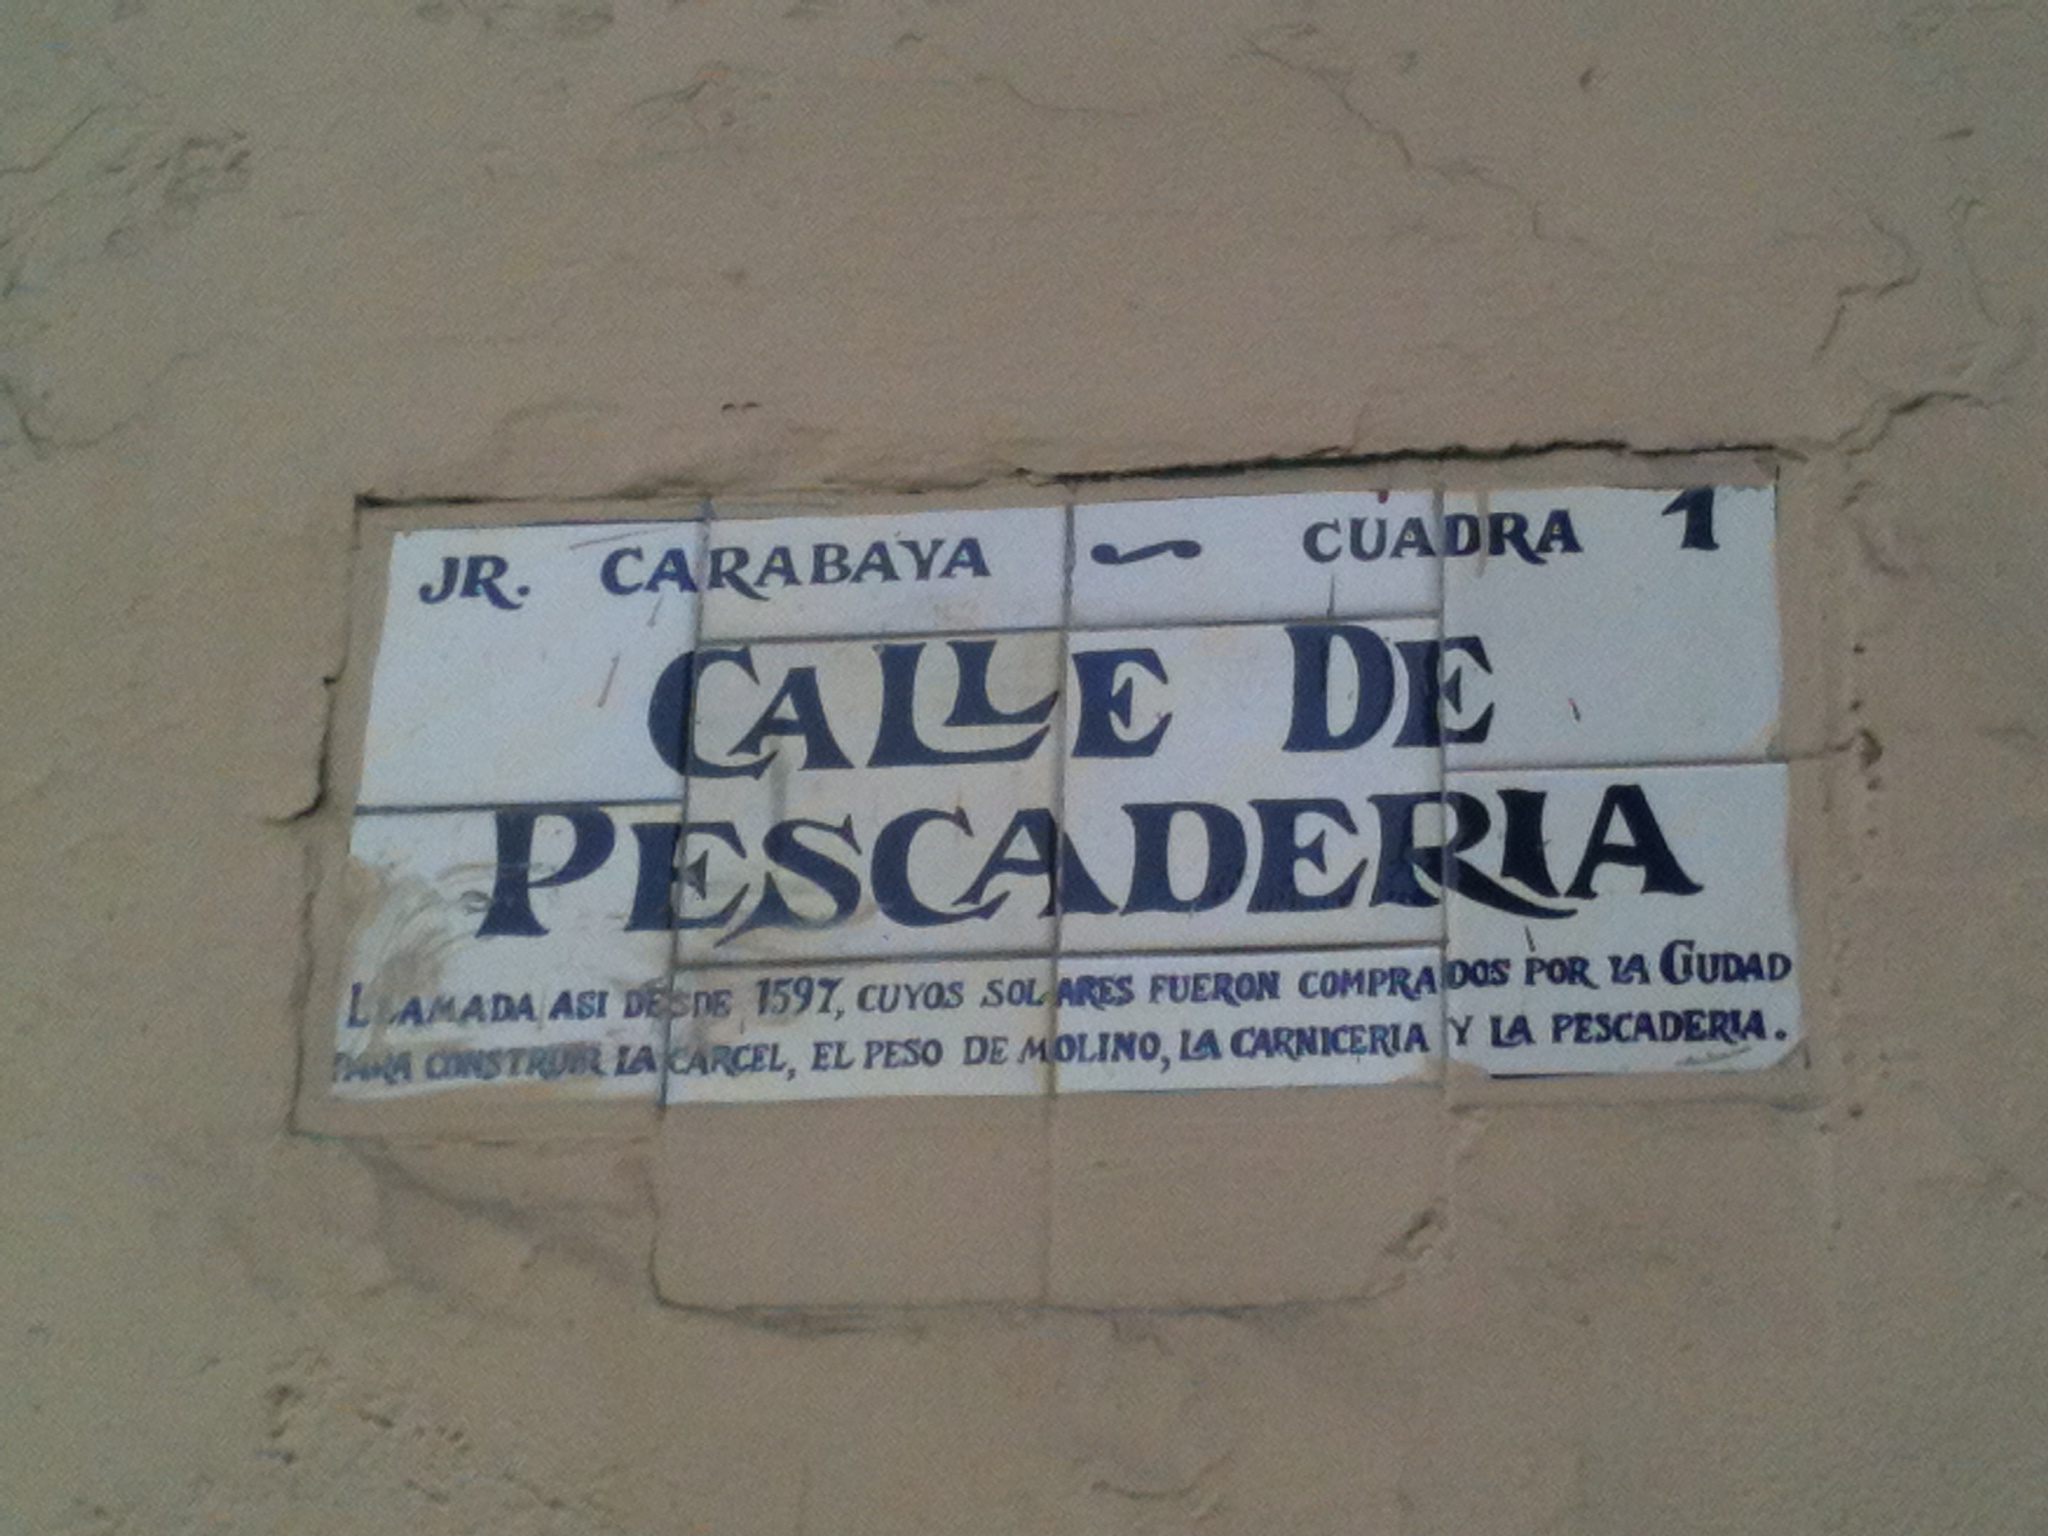 JR. CARABAYA ~ CUADRA 1
CALLE DE
PESCADERIA
LLAMADA ASI DESDE 1597, CUYOS SOLARES FUERON COMPRADOS POR LA CIUDAD
PARA CONSTRUIR LA CARCEL, EL PESO DE MOLINO, LA CARNICERIA Y LA PESCADERIA.